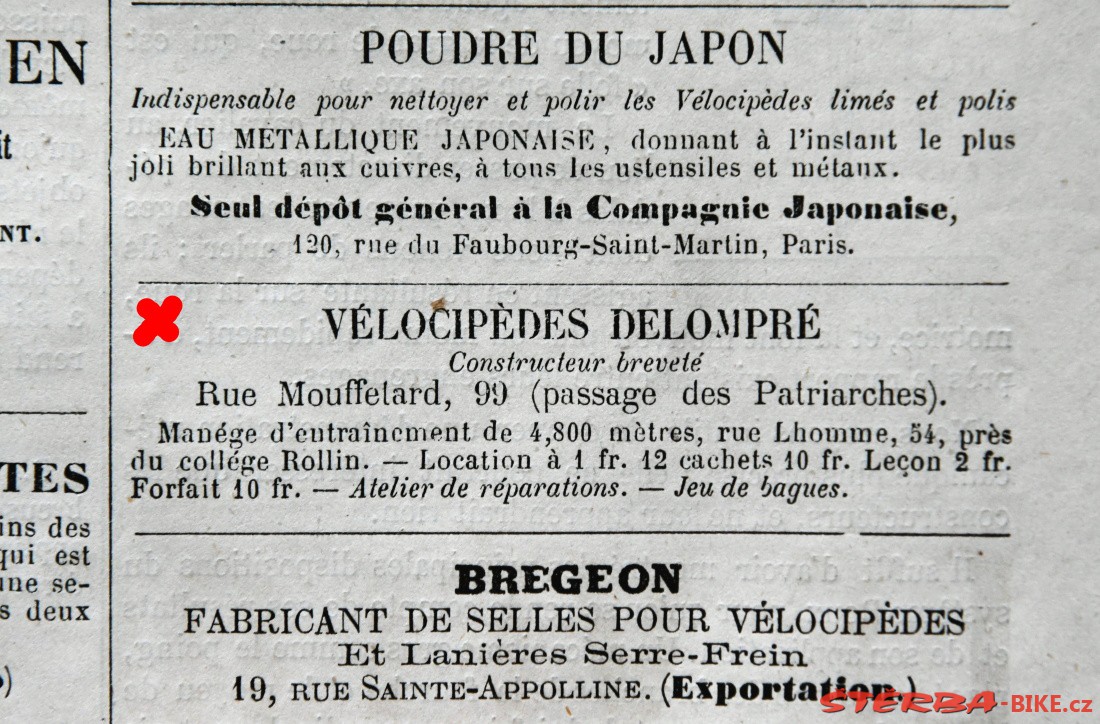 EN
it
NT.
TES
ins des
qui est
une sé-
s deux
)
POUDRE DU JAPON
Indispensable pour nettoyer et polir les Vélocipèdes limés et polis
EAU MÉTALLIQUE JAPONAISE, donnant à l'instant le plus
joli brillant aux cuivres, à tous les ustensiles et métaux.
Seul dépôt général à la Compagnie Japonaise,
120, rue du Faubourg-Saint-Martin, Paris.
VÉLOCIPÈDES DELOMPRÉ
Constructeur breveté
Rue Mouffetard, 99 (passage des Patriarches).
Manége d'entraînement de 4,800 mètres, rue Lhomme, 54, près
du collége Rollin. — Location à 1 fr. 12 cachets 10 fr. Leçon 2 fr.
Forfait 10 fr. — Atelier de réparations. — Jeu de bagues.
BREGEON
FABRICANT DE SELLES POUR VÉLOCIPÈDES
Et Lanières Serre-Frein
19, RUE SAINTE-APPOLLINE. (Exportation.)
STERBA-BIKE.cz